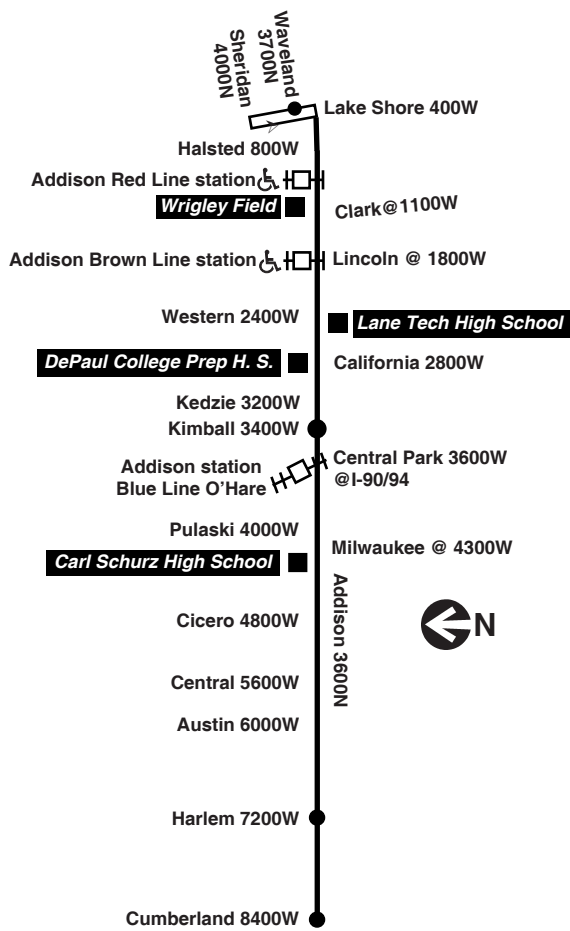 Waveland
3700N
Sheridan
4000N
Lake Shore 400W
Halsted 800W
Addison Red Line station
Wrigley Field
Clark@1100W
Addison Brown Line station
Lincoln @ 1800W
Western 2400W
Lane Tech High School
DePaul College Prep H. S.
California 2800W
Kedzie 3200W
Kimball 3400W
Addison station
Blue Line O’Hare
Central Park 3600W
@I-90/94
Pulaski 4000W
Milwaukee @ 4300W
Carl Schurz High School
Addison 3600N
N
Cicero 4800W
Central 5600W
Austin 6000W
Harlem 7200W
Cumberland 8400W